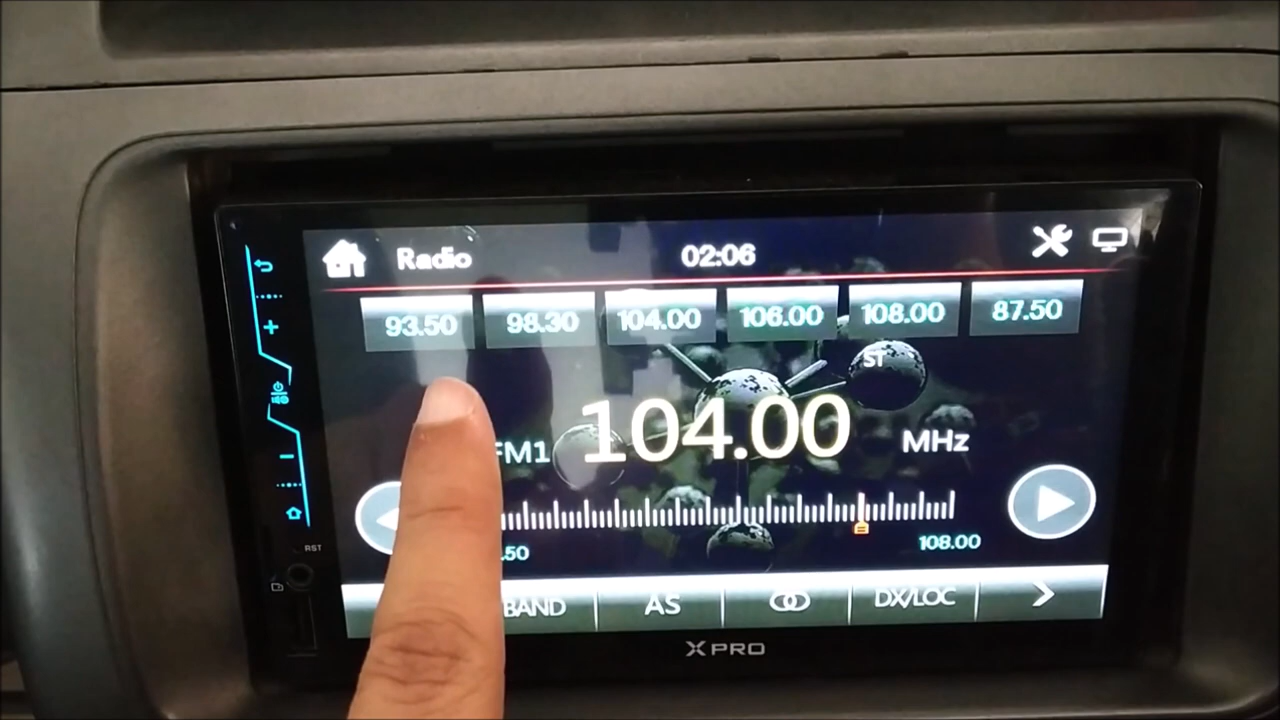 Radio 02:06
93.50 98.30 104.00 106.00 108.00 87.50
ST
FM1 104.00 MHz
.50 108.00
BAND AS DX/LOC
RST
XPRO